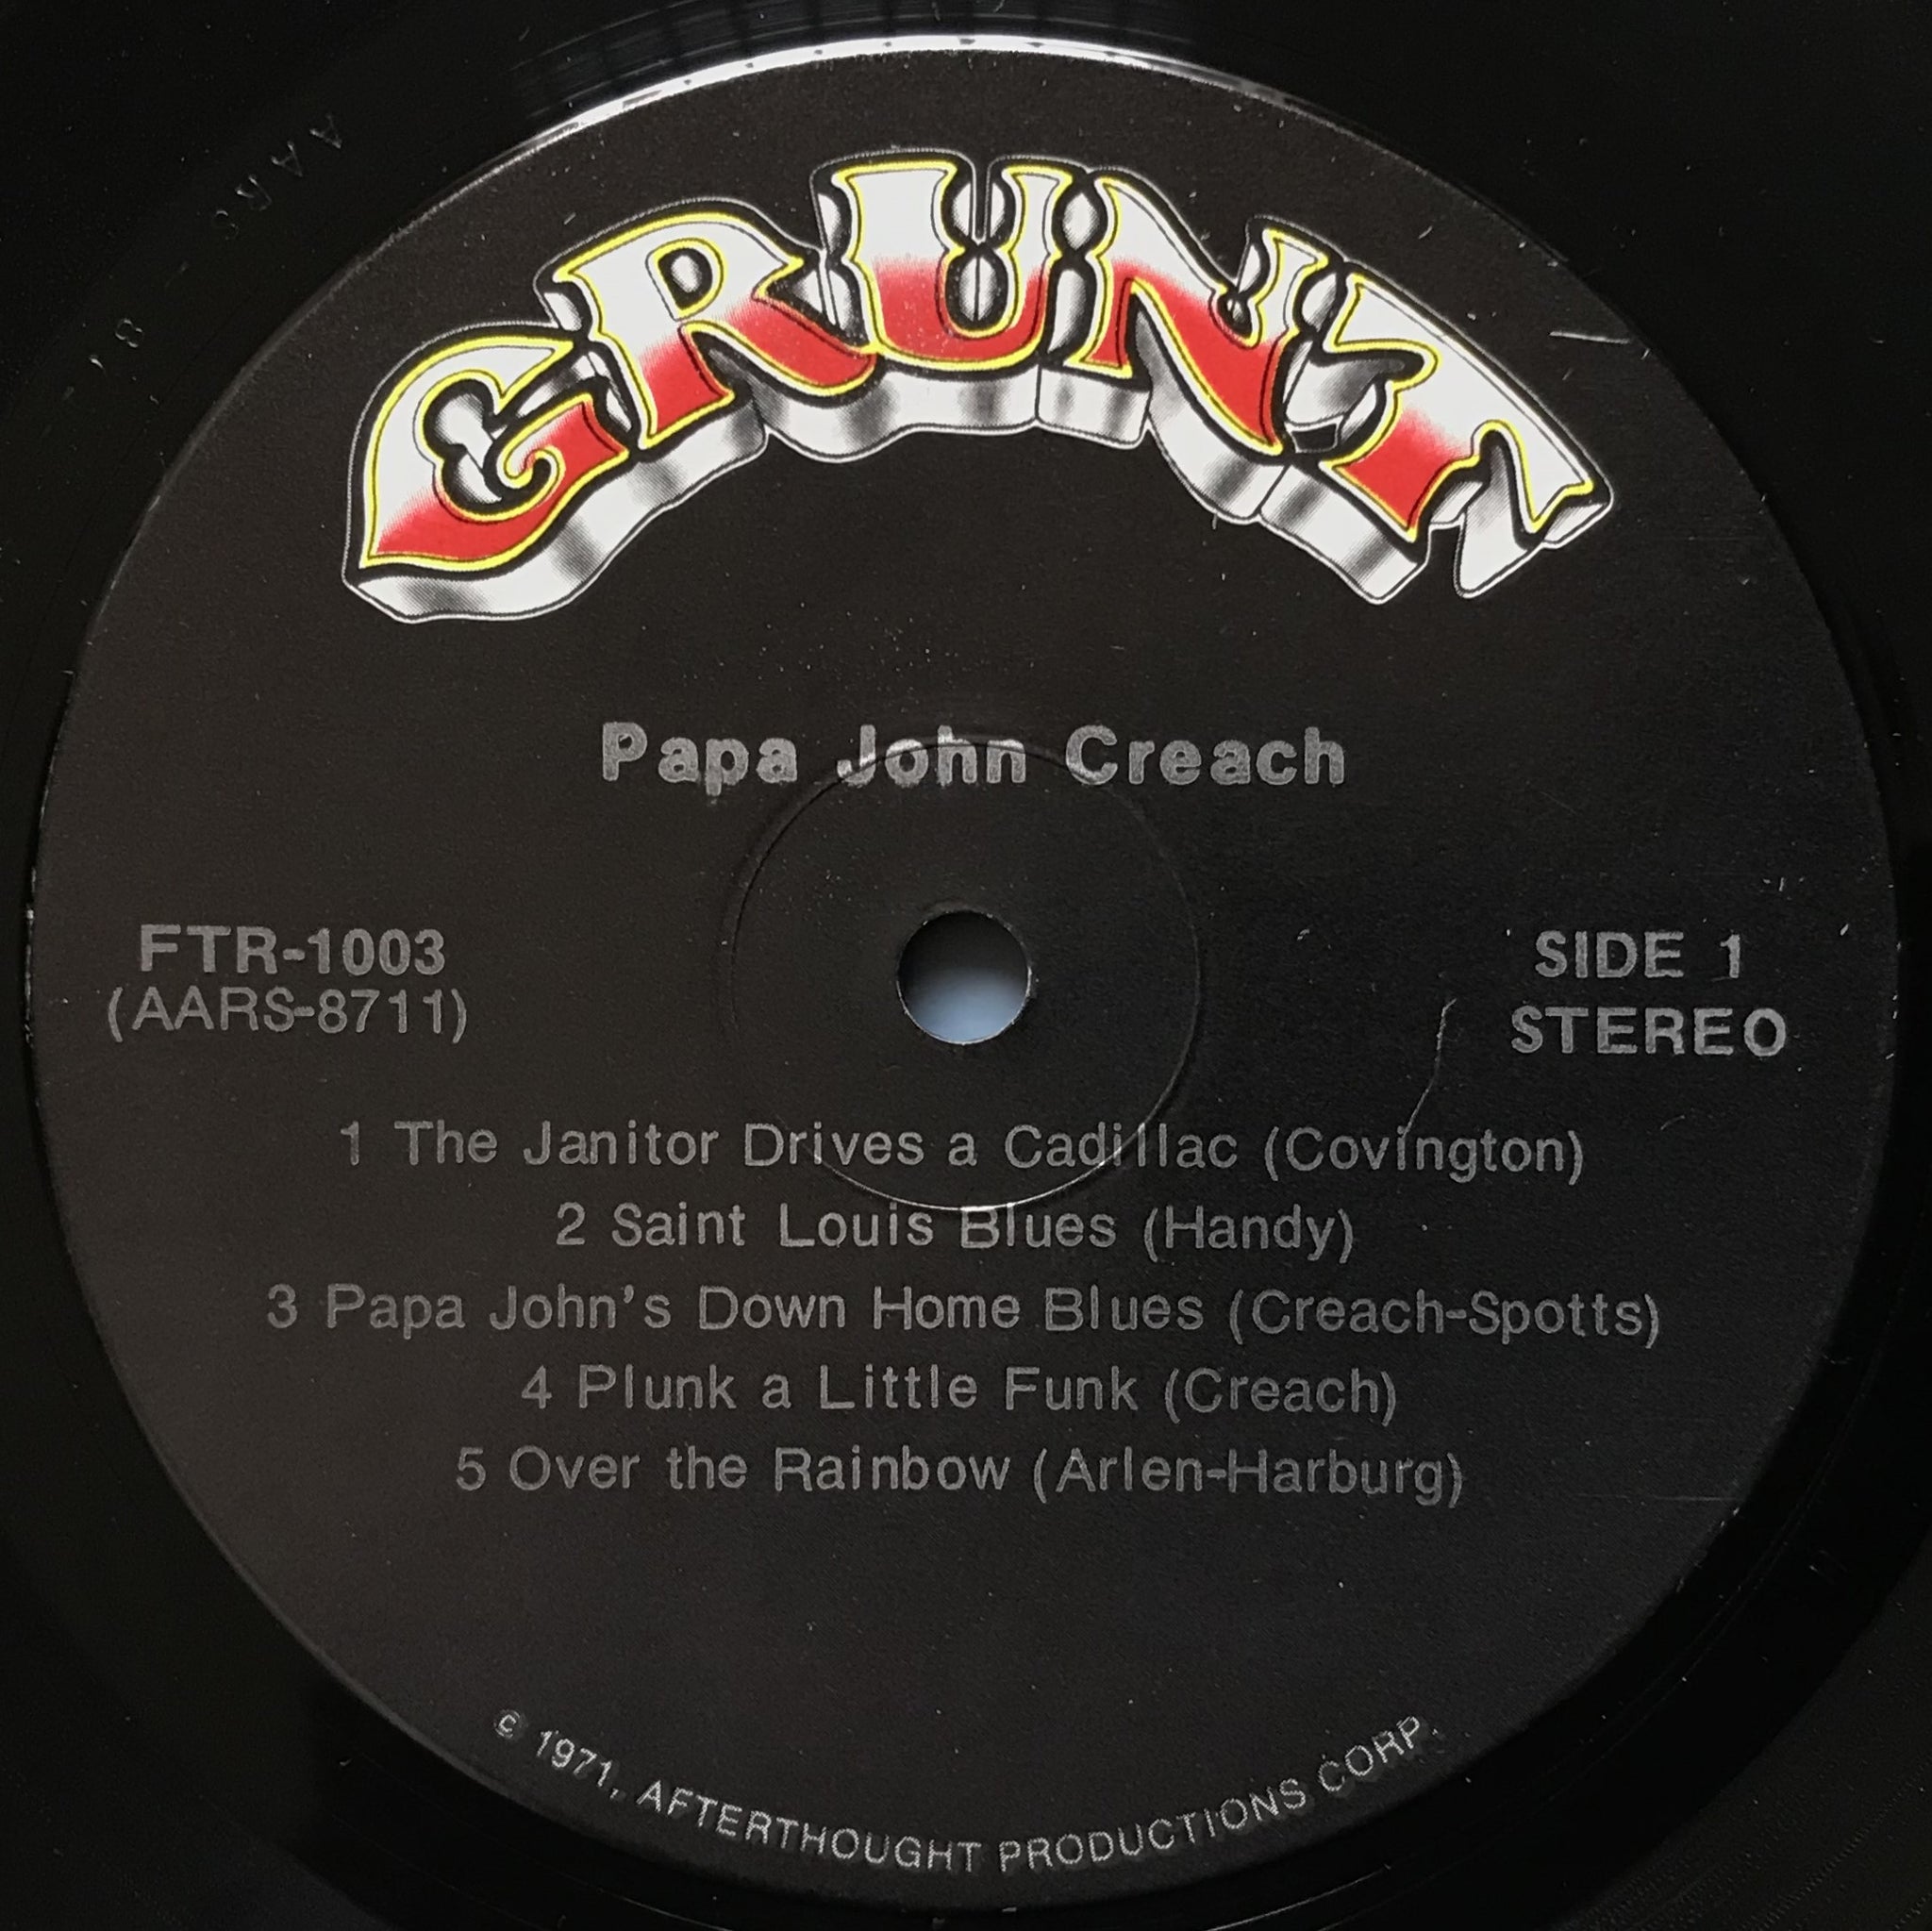 GRUNT
Papa John Creach
FTR-1003
(AARS-8711)
SIDE 1
STEREO
1 The Janitor Drives a Cadillac (Covington)
2 Saint Louis Blues (Handy)
3 Papa John's Down Home Blues (Creach-Spotts)
4 Plunk a Little Funk (Creach)
5 Over the Rainbow (Arlen-Harburg)
© 1971, AFTERTHOUGHT PRODUCTIONS CORP.